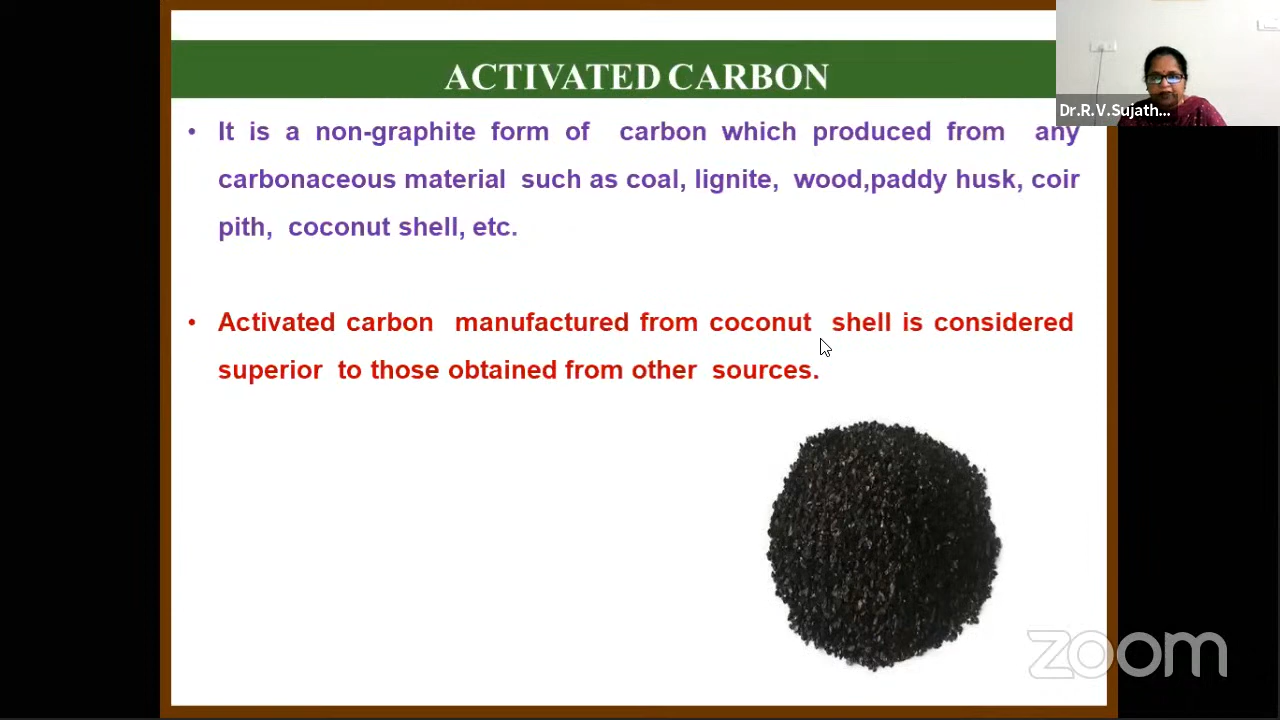 ACTIVATED CARBON
Dr.R.V.Sujath...
• It is a non-graphite form of carbon which produced from any
carbonaceous material such as coal, lignite, wood,paddy husk, coir
pith, coconut shell, etc.
• Activated carbon manufactured from coconut shell is considered
superior to those obtained from other sources.
zoom